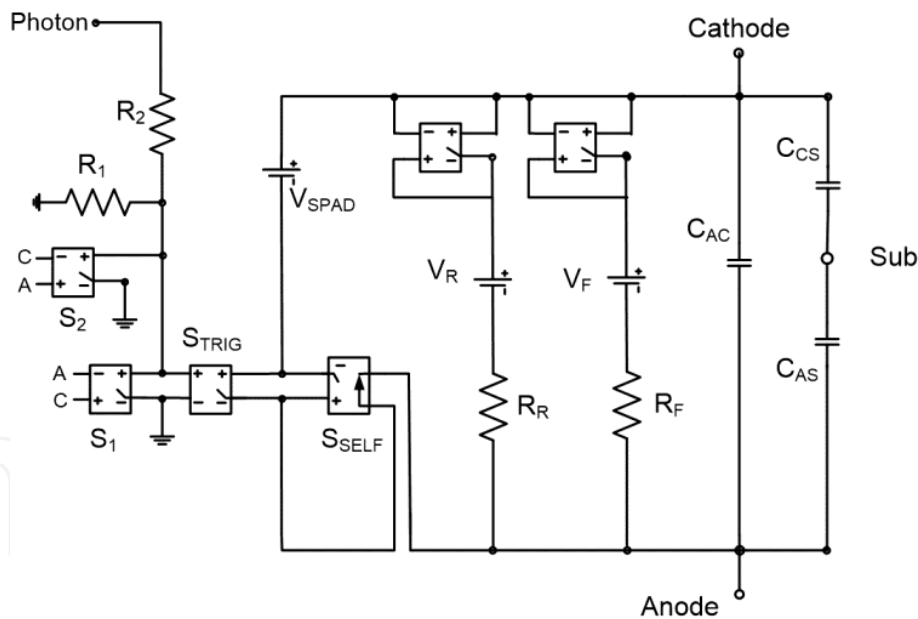 Photon
Cathode
R2
R1
CCS
VSPAD
CAC
Sub
VR
VF
C - +
A + -
S2
STRIG
CAS
A - +
C + -
S1
SSELF
RR
RF
Anode